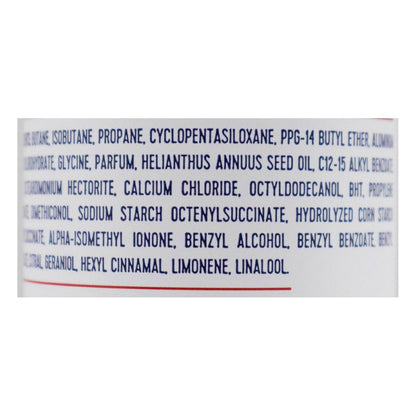 BUTANE, ISOBUTANE, PROPANE, CYCLOPENTASILOXANE, PPG-14 BUTYL ETHER,
GLYCINE, PARFUM, HELIANTHUS ANNUUS SEED OIL, C12-15 ALKYL BENZOATE,
HECTORITE, CALCIUM CHLORIDE, OCTYLDODECANOL, BHT,
DIMETHICONOL, SODIUM STARCH OCTENYLSUCCINATE, HYDROLYZED CORN STARCH
ALPHA-ISOMETHYL IONONE, BENZYL ALCOHOL, BENZYL BENZOATE,
CITRAL, GERANIOL, HEXYL CINNAMAL, LIMONENE, LINALOOL.